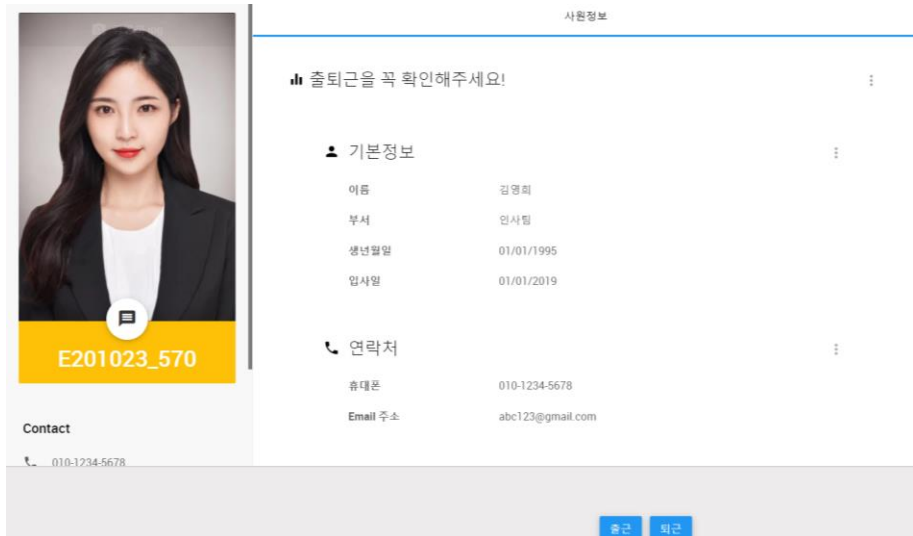 사원정보
출퇴근을 꼭 확인해주세요!
기본정보
이름 김영희
부서 인사팀
생년월일 01/01/1995
입사일 01/01/2019
연락처
휴대폰 010-1234-5678
Email 주소 abc123@gmail.com
E201023_570
Contact
010-1234-5678
출근 퇴근